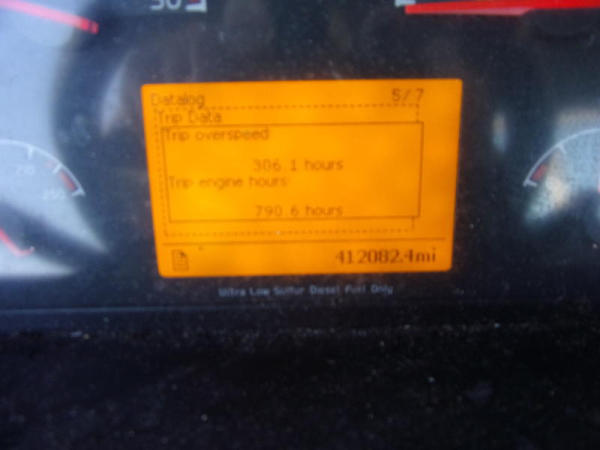 Datalog 5/7
Trip Data
Trip overspeed
306.1 hours
Trip engine hours
790.6 hours
412082.4mi
Ultra Low Sulfur Diesel Fuel Only